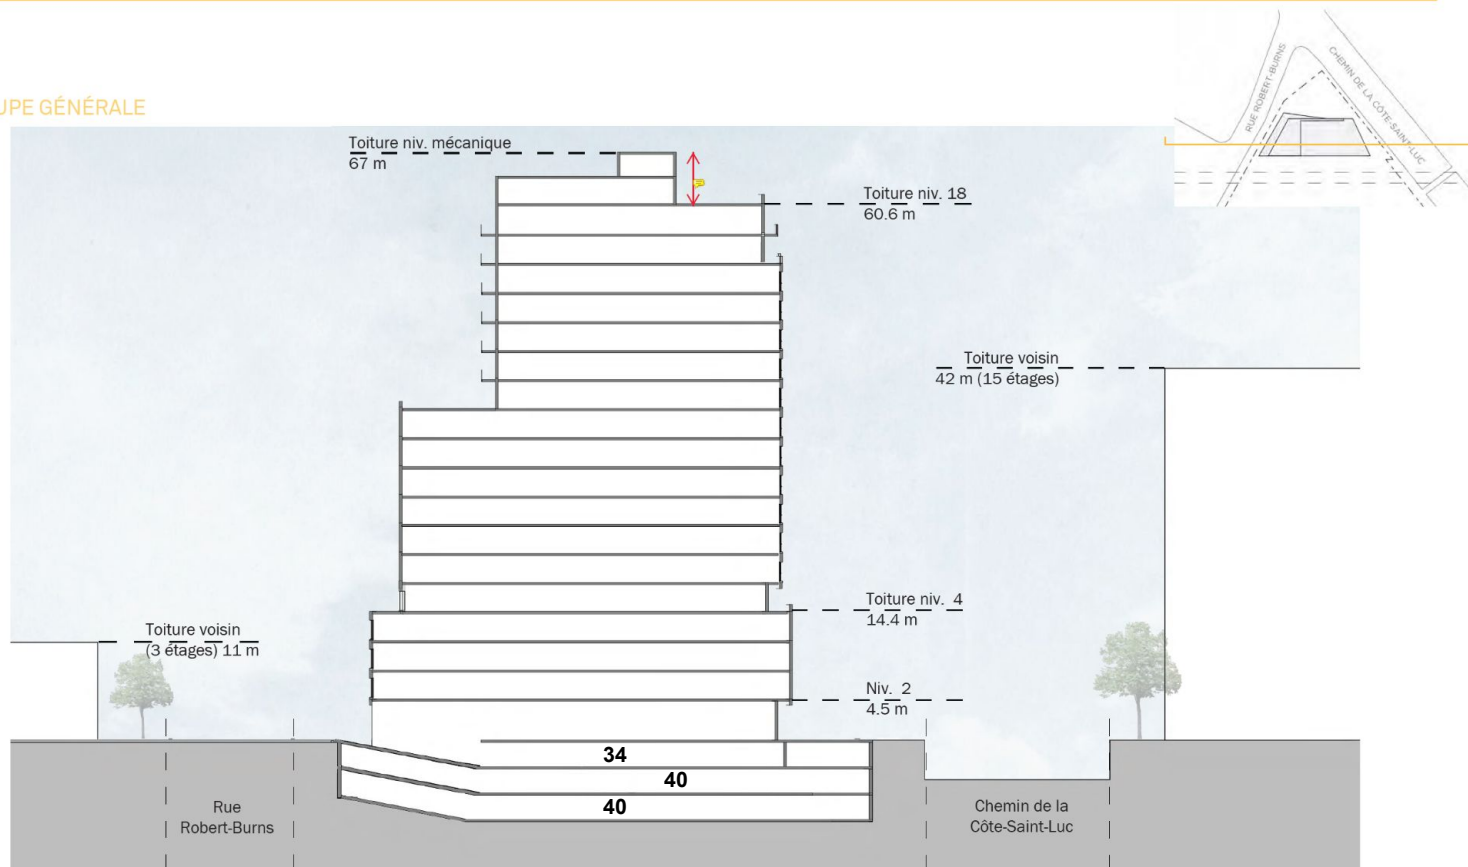 UPE GÉNÉRALE
RUE ROBERT-BURNS
CHEMIN DE LA CÔTE-SAINT-LUC
Toiture niv. mécanique
67 m
Toiture niv. 18
60.6 m
Toiture voisin
42 m (15 étages)
Toiture niv. 4
14.4 m
Toiture voisin
(3 étages) 11 m
Niv. 2
4.5 m
34
40
40
Rue
Robert-Burns
Chemin de la
Côte-Saint-Luc